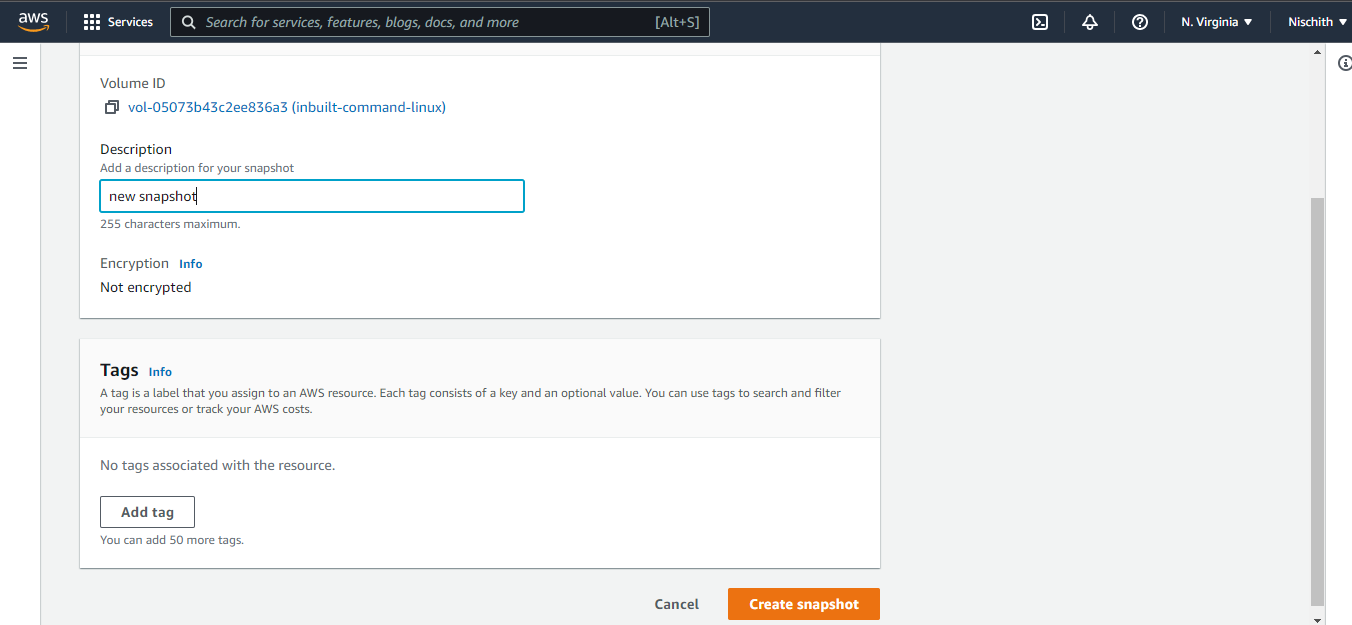 aws Services Search for services, features, blogs, docs, and more [Alt+S] N. Virginia Nischith
Volume ID
vol-05073b43c2ee836a3 (inbuilt-command-linux)
Description
Add a description for your snapshot
new snapshot
255 characters maximum.
Encryption Info
Not encrypted
Tags Info
A tag is a label that you assign to an AWS resource. Each tag consists of a key and an optional value. You can use tags to search and filter
your resources or track your AWS costs.
No tags associated with the resource.
Add tag
You can add 50 more tags.
Cancel Create snapshot